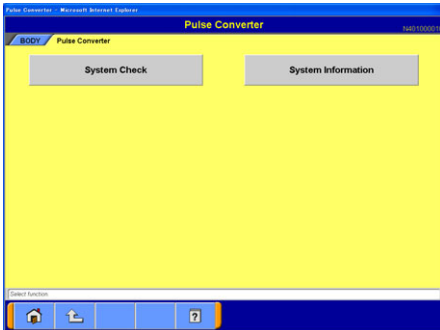 Pulse Converter - Microsoft Internet Explorer
Pulse Converter
BODY Pulse Converter
System Check System Information
Select function
?